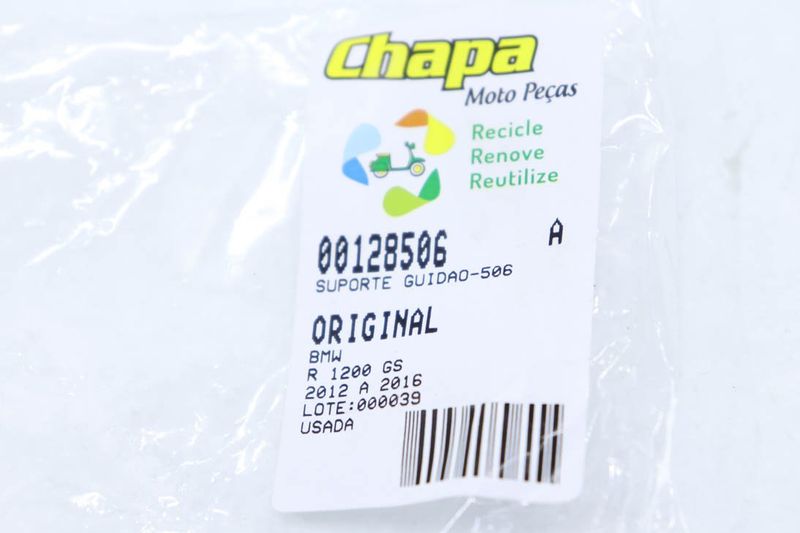 Chapa
Moto Peças
Recicle
Renove
Reutilize
00128506 A
SUPORTE GUIDAO-506
ORIGINAL
BMW
R 1200 GS
2012 A 2016
LOTE:000039
USADA